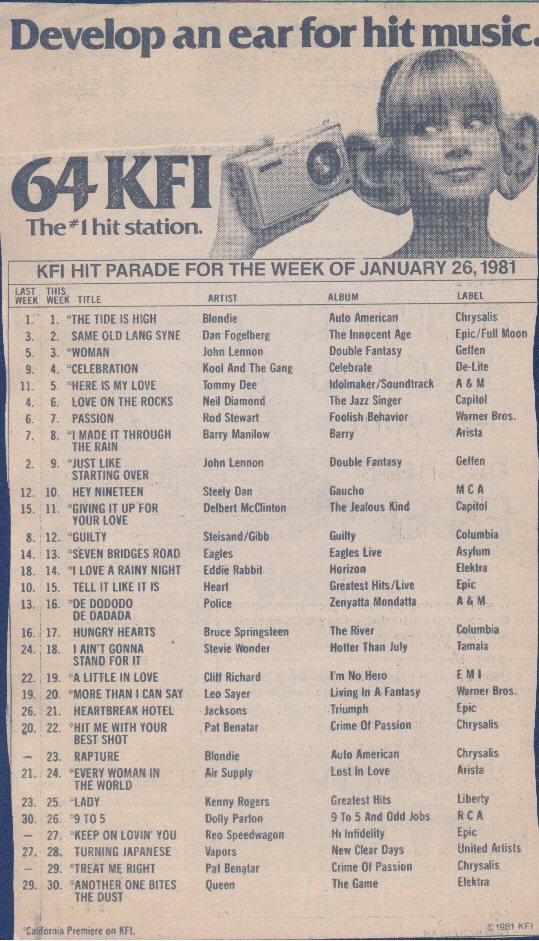 Develop an ear for hit music.
64 KFI
The #1 hit station.
KFI HIT PARADE FOR THE WEEK OF JANUARY 26, 1981
LAST WEEK THIS WEEK TITLE ARTIST ALBUM LABEL
1. 1. *THE TIDE IS HIGH Blondie Auto American Chrysalis
3. 2. SAME OLD LANG SYNE Dan Fogelberg The Innocent Age Epic/Full Moon
5. 3. *WOMAN John Lennon Double Fantasy Geffen
9. 4. *CELEBRATION Kool And The Gang Celebrate De-Lite
11. 5. *HERE IS MY LOVE Tommy Dee Idolmaker/Soundtrack A & M
4. 6. LOVE ON THE ROCKS Neil Diamond The Jazz Singer Capitol
6. 7. PASSION Rod Stewart Foolish Behavior Warner Bros.
7. 8. *I MADE IT THROUGH Barry Manilow Barry Arista
THE RAIN
2. 9. *JUST LIKE John Lennon Double Fantasy Geffen
STARTING OVER
12. 10. HEY NINETEEN Steely Dan Gaucho M C A
15. 11. *GIVING IT UP FOR Delbert McClinton The Jealous Kind Capitol
YOUR LOVE
8. 12. *GUILTY Steisand/Gibb Guilty Columbia
14. 13. *SEVEN BRIDGES ROAD Eagles Eagles Live Asylum
18. 14. *I LOVE A RAINY NIGHT Eddie Rabbit Horizon Elektra
10. 15. TELL IT LIKE IT IS Heart Greatest Hits/Live Epic
13. 16. *DE DODODO Police Zenyatta Mondatta A & M
DE DADADA
16. 17. HUNGRY HEARTS Bruce Springsteen The River Columbia
24. 18. I AIN'T GONNA Stevie Wonder Hotter Than July Tamala
STAND FOR IT
22. 19. *A LITTLE IN LOVE Cliff Richard I'm No Hero E M I
19. 20. *MORE THAN I CAN SAY Leo Sayer Living In A Fantasy Warner Bros.
26. 21. HEARTBREAK HOTEL Jacksons Triumph Epic
20. 22. *HIT ME WITH YOUR Pat Benatar Crime Of Passion Chrysalis
BEST SHOT
– 23. RAPTURE Blondie Auto American Chrysalis
21. 24. *EVERY WOMAN IN Air Supply Lost In Love Arista
THE WORLD
23. 25. *LADY Kenny Rogers Greatest Hits Liberty
30. 26. *9 TO 5 Dolly Parton 9 To 5 And Odd Jobs R C A
– 27. *KEEP ON LOVIN' YOU Reo Speedwagon Hi Infidelity Epic
27. 28. TURNING JAPANESE Vapors New Clear Days United Artists
– 29. *TREAT ME RIGHT Pat Benatar Crime Of Passion Chrysalis
29. 30. *ANOTHER ONE BITES Queen The Game Elektra
THE DUST
*California Premiere on KFI.
© 1981 KFI